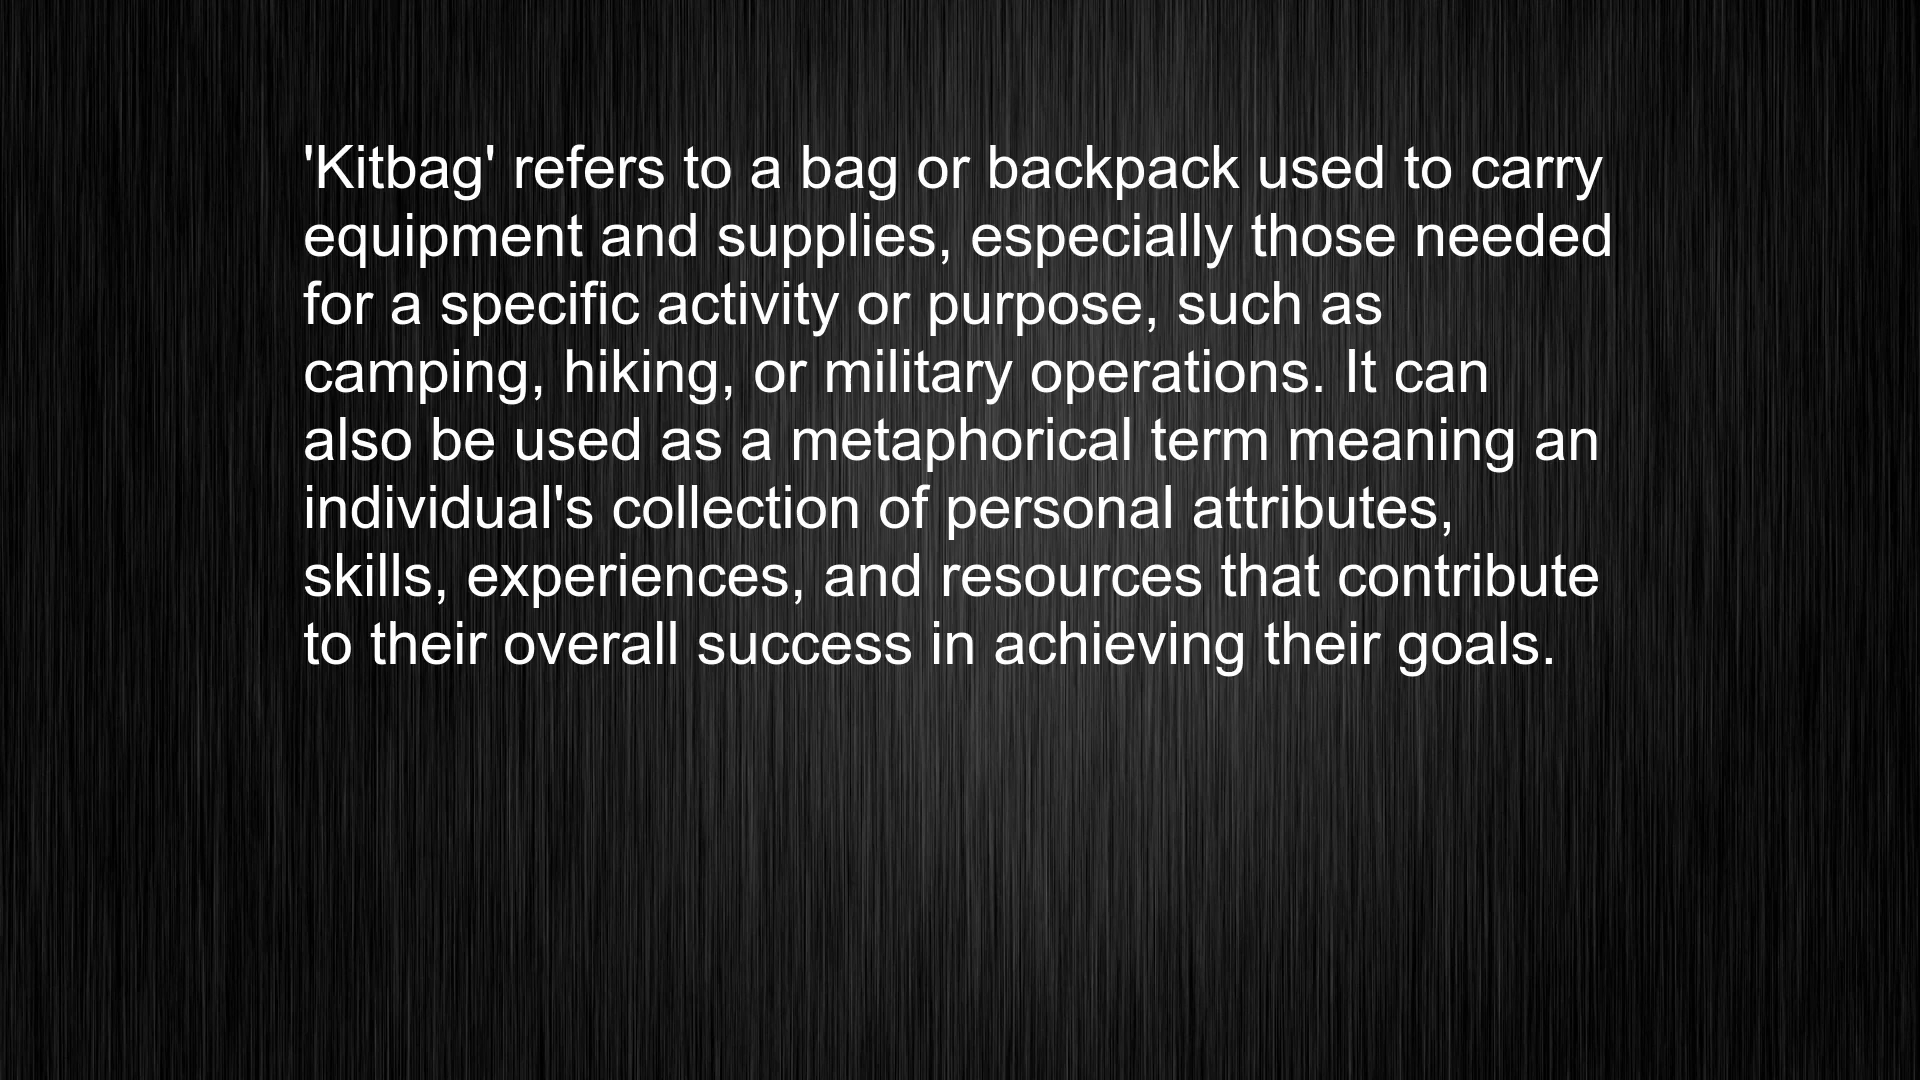 'Kitbag' refers to a bag or backpack used to carry
equipment and supplies, especially those needed
for a specific activity or purpose, such as
camping, hiking, or military operations. It can
also be used as a metaphorical term meaning an
individual's collection of personal attributes,
skills, experiences, and resources that contribute
to their overall success in achieving their goals.